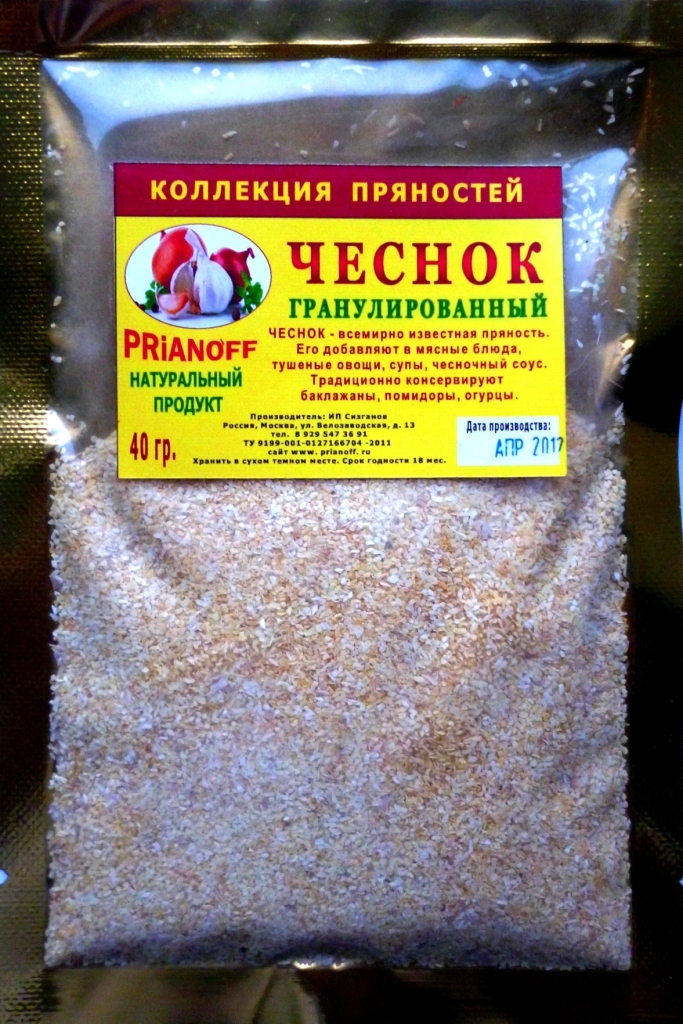 КОЛЛЕКЦИЯ ПРЯНОСТЕЙ
ЧЕСНОК
ГРАНУЛИРОВАННЫЙ
PRiANOFF
НАТУРАЛЬНЫЙ
ПРОДУКТ
40 гр.
ЧЕСНОК - всемирно известная пряность.
Его добавляют в мясные блюда,
тушеные овощи, супы, чесночный соус.
Традиционно консервируют
баклажаны, помидоры, огурцы.
Производитель: ИП Сизганов
Россия, Москва, ул. Велозаводская, д. 13
тел. 8 929 547 36 91
ТУ 9199-001-0127166704 -2011
сайт www. prianoff. ru
Хранить в сухом темном месте. Срок годности 18 мес.
Дата производства:
АПР 2017